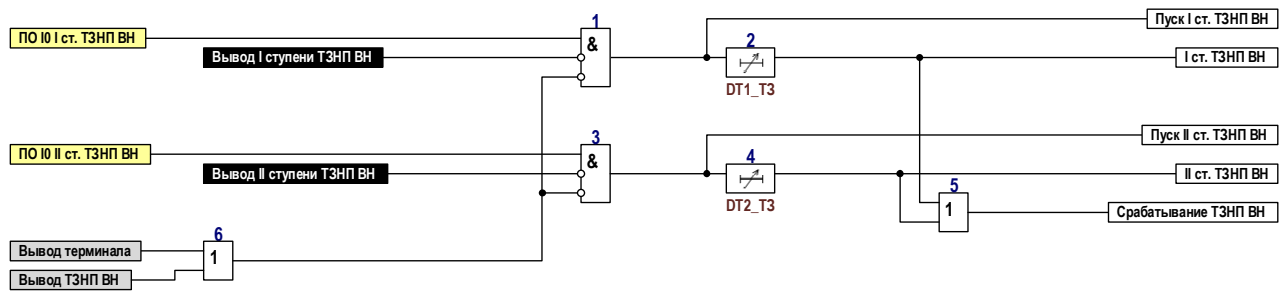 1
Пуск I ст. ТЗНП ВН
ПО I0 I ст. ТЗНП ВН
&
2
Вывод I ступени ТЗНП ВН
I ст. ТЗНП ВН
DT1_T3
3
Пуск II ст. ТЗНП ВН
ПО I0 II ст. ТЗНП ВН
&
4
Вывод II ступени ТЗНП ВН
II ст. ТЗНП ВН
5
DT2_T3
1
Срабатывание ТЗНП ВН
6
Вывод терминала
1
Вывод ТЗНП ВН